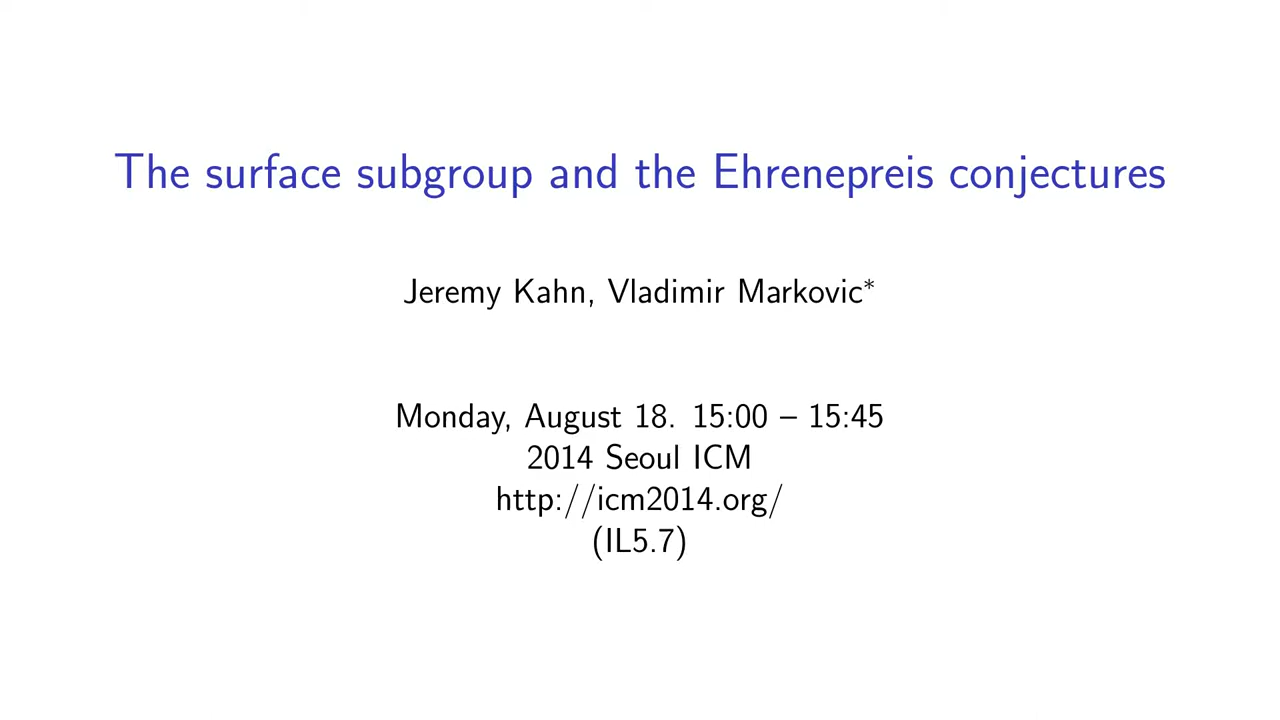 The surface subgroup and the Ehrenepreis conjectures
Jeremy Kahn, Vladimir Markovic*
Monday, August 18. 15:00 – 15:45
2014 Seoul ICM
http://icm2014.org/
(IL5.7)